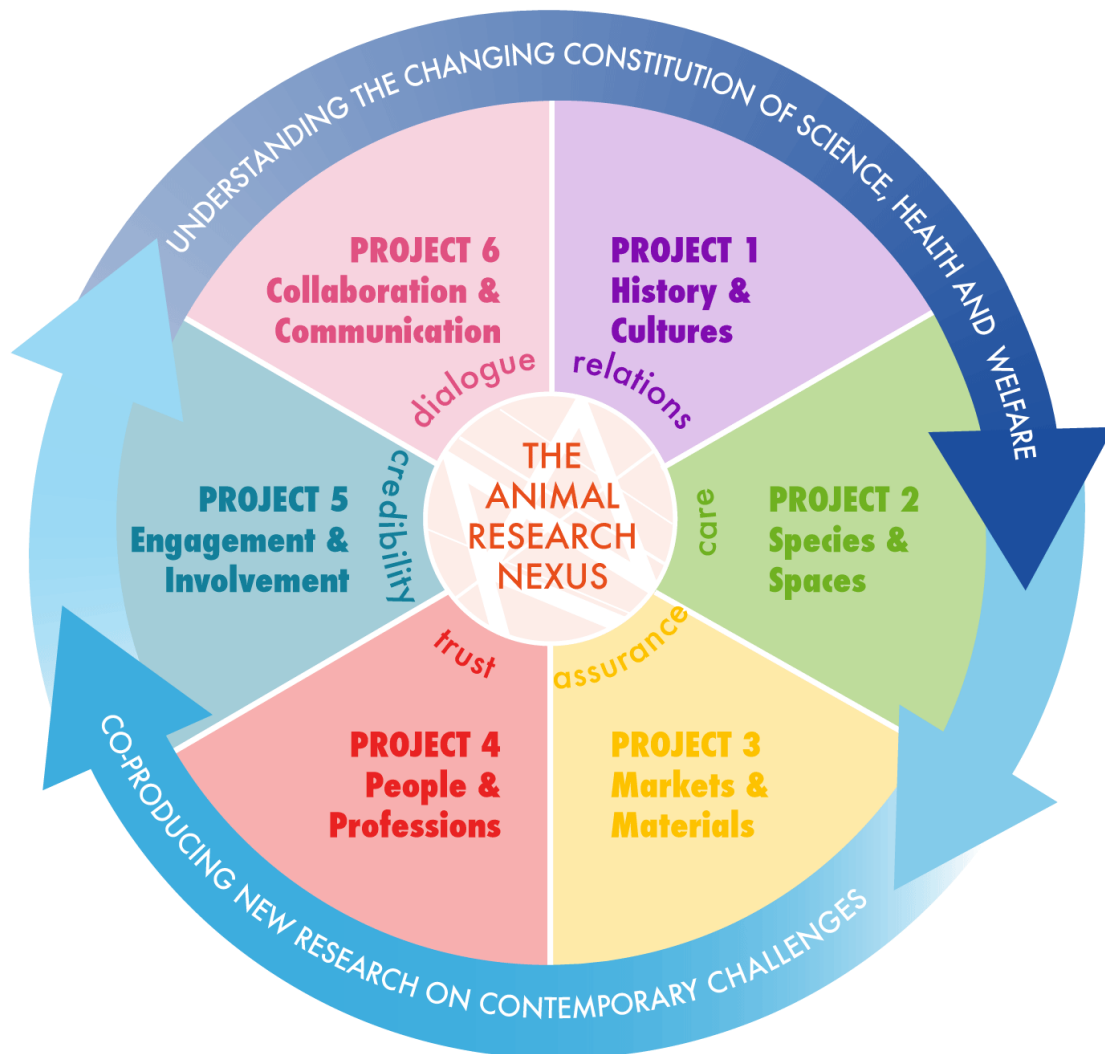 UNDERSTANDING THE CHANGING CONSTITUTION OF SCIENCE, HEALTH AND WELFARE
PROJECT 6
Collaboration &
Communication
dialogue
PROJECT 1
History &
Cultures
relations
THE
ANIMAL
RESEARCH
NEXUS
PROJECT 5
Engagement &
Involvement
credibility
care
PROJECT 2
Species &
Spaces
trust
PROJECT 4
People &
Professions
assurance
PROJECT 3
Markets &
Materials
CO-PRODUCING NEW RESEARCH ON CONTEMPORARY CHALLENGES